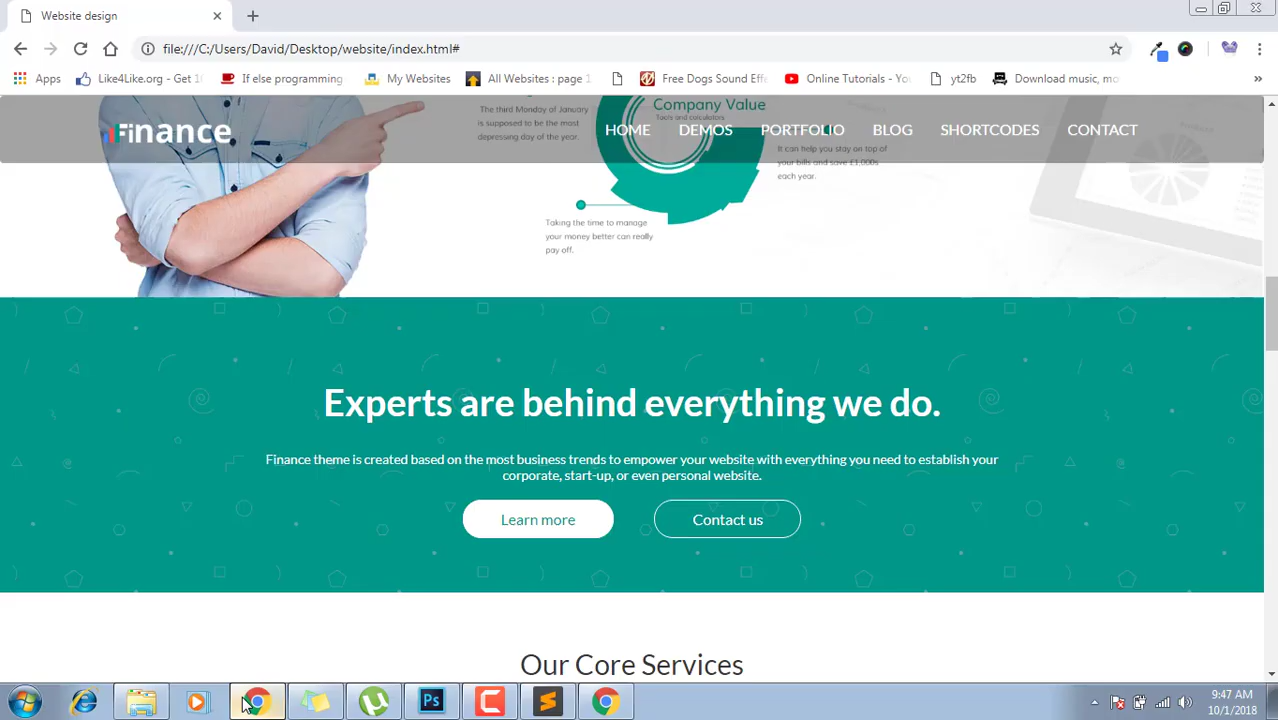 Website design
file:///C:/Users/David/Desktop/website/index.html#
Apps Like4Like.org - Get 1 If else programming My Websites All Websites : page 1 Free Dogs Sound Eff Online Tutorials - Yo yt2fb Download music, mo »
Finance HOME DEMOS PORTFOLIO BLOG SHORTCODES CONTACT
The third Monday of January
is supposed to be the most
depressing day of the year.
Company Value
Tools and calculators
It can help you stay on top of
your bills and save £1,000s
each year.
Taking the time to manage
your money better can really
pay off.
Experts are behind everything we do.
Finance theme is created based on the most business trends to empower your website with everything you need to establish your
corporate, start-up, or even personal website.
Learn more Contact us
Our Core Services
Ps
9:47 AM
10/1/2018